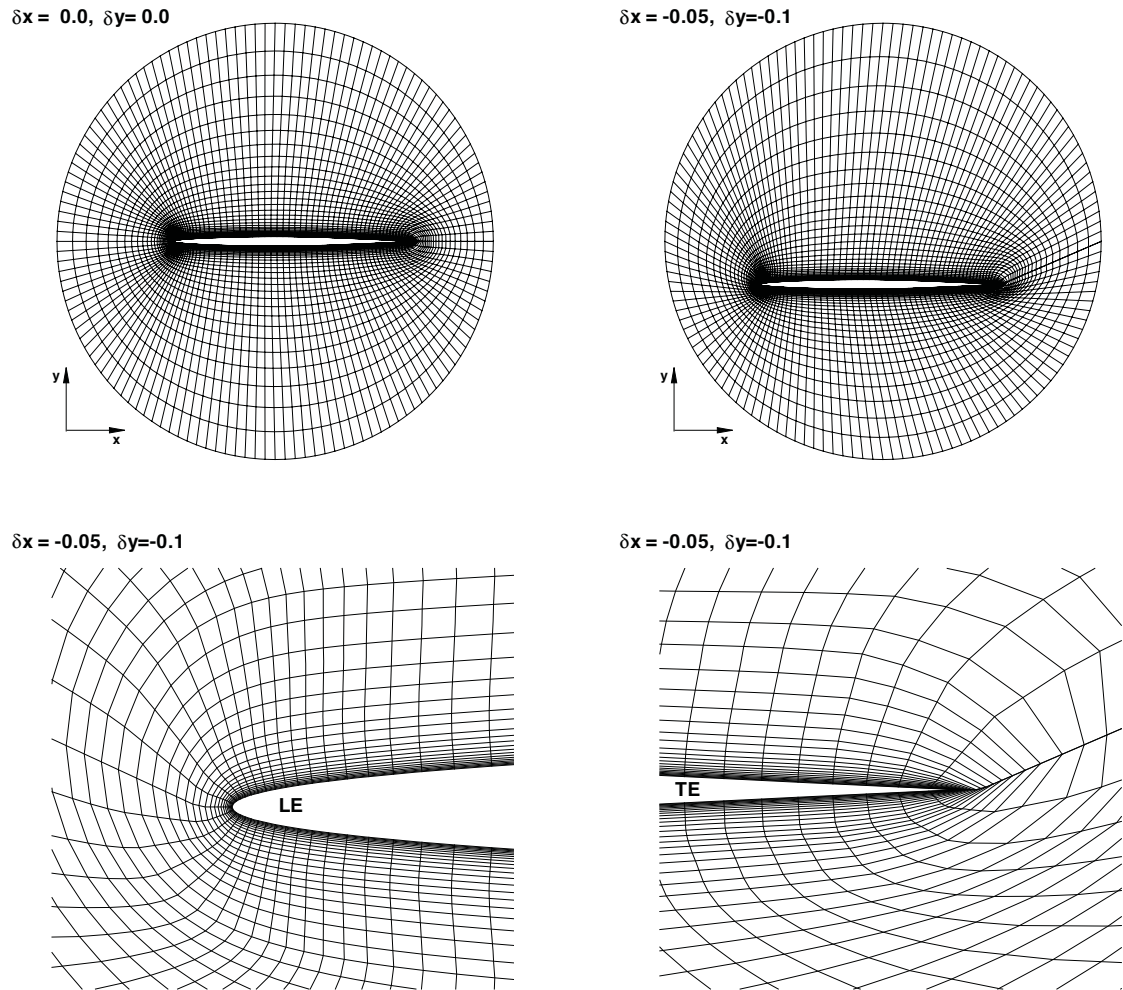 δx = 0.0, δy= 0.0
δx = -0.05, δy=-0.1
y
x
y
x
δx = -0.05, δy=-0.1
δx = -0.05, δy=-0.1
LE
TE